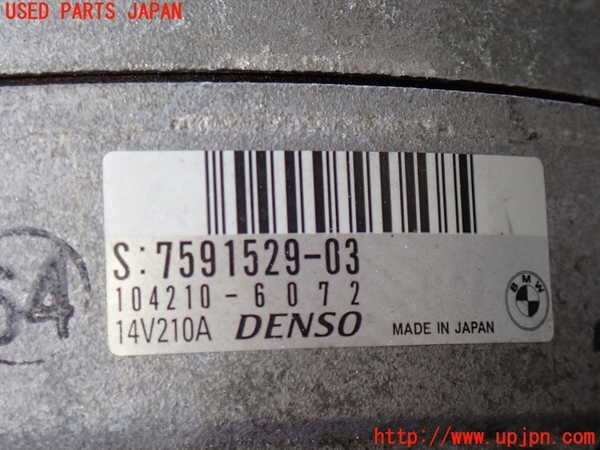 USED PARTS JAPAN
S:7591529-03
104210-6072
14V210A DENSO MADE IN JAPAN
BMW
64
http://www.upjpn.com/